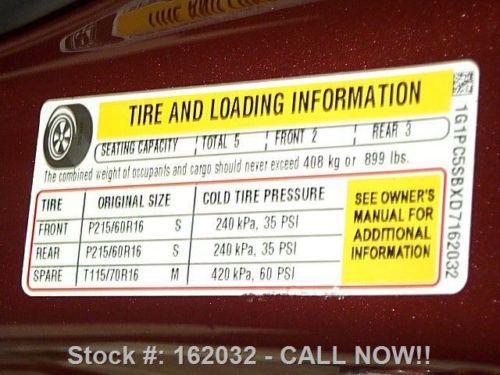 TIRE AND LOADING INFORMATION
SEATING CAPACITY TOTAL 5 FRONT 2 REAR 3
The combined weight of occupants and cargo should never exceed 408 kg or 899 lbs.
TIRE ORIGINAL SIZE COLD TIRE PRESSURE
FRONT P215/60R16 S 240 kPa, 35 PSI
REAR P215/60R16 S 240 kPa, 35 PSI
SPARE T115/70R16 M 420 kPa, 60 PSI
SEE OWNER'S
MANUAL FOR
ADDITIONAL
INFORMATION
1G1PC5SBXD7162032
Stock #: 162032 - CALL NOW!!